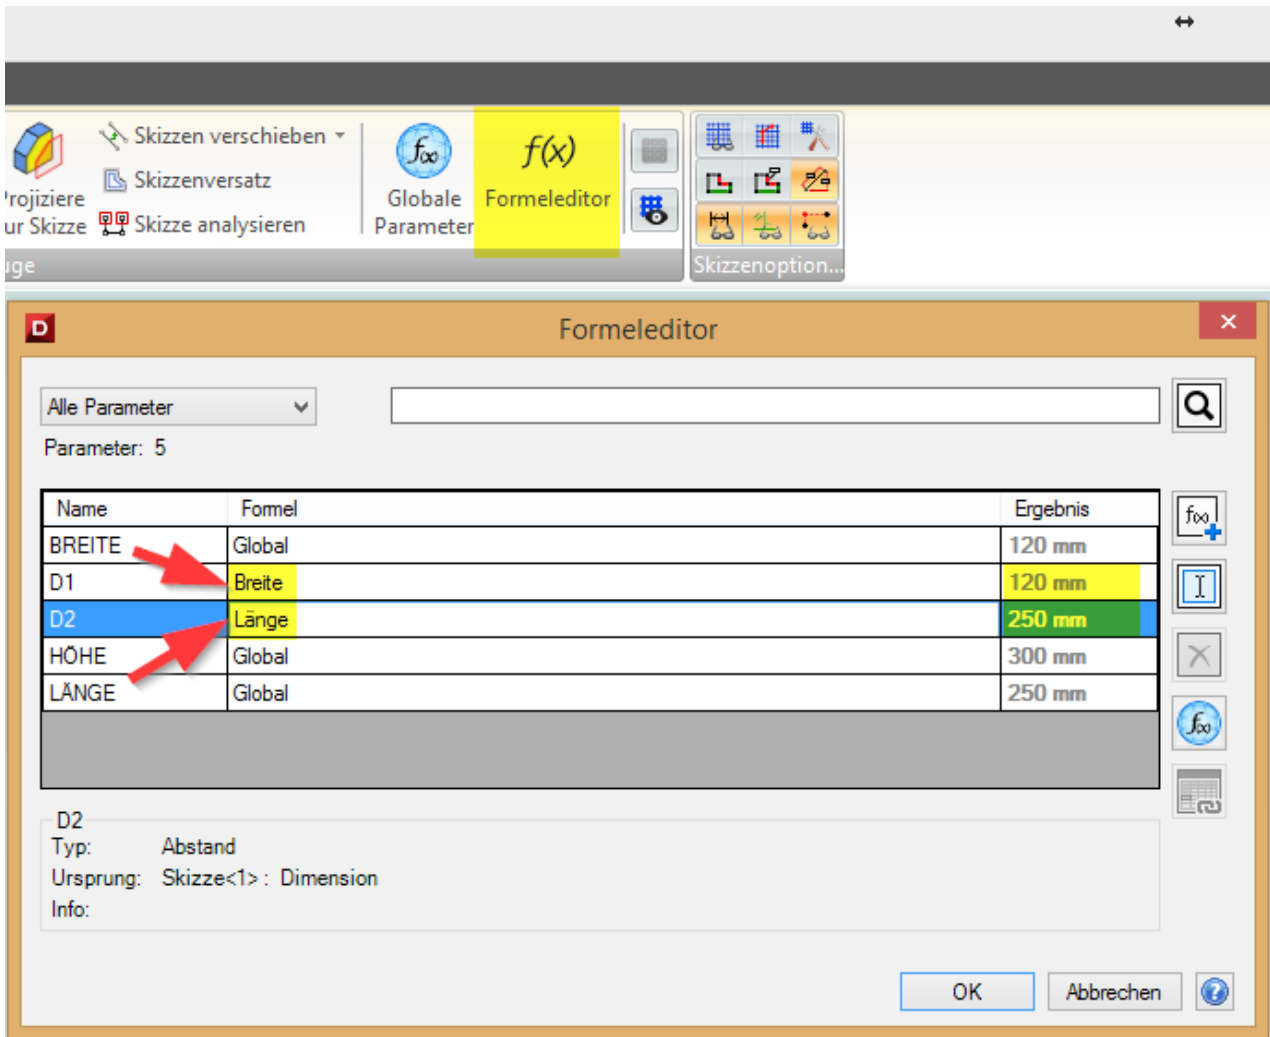 Skizzen verschieben
Skizzenversatz
Skizze analysieren
rojiziere
ur Skizze
f(x)
Globale
Parameter
f(x)
Formeleditor
Skizzenoption...
D
Formeleditor
Alle Parameter
Parameter: 5
Name Formel Ergebnis
BREITE Global 120 mm
D1 Breite 120 mm
D2 Länge 250 mm
HÖHE Global 300 mm
LÄNGE Global 250 mm
f(x)
f(x)
D2
Typ: Abstand
Ursprung: Skizze<1> : Dimension
Info:
OK Abbrechen ?